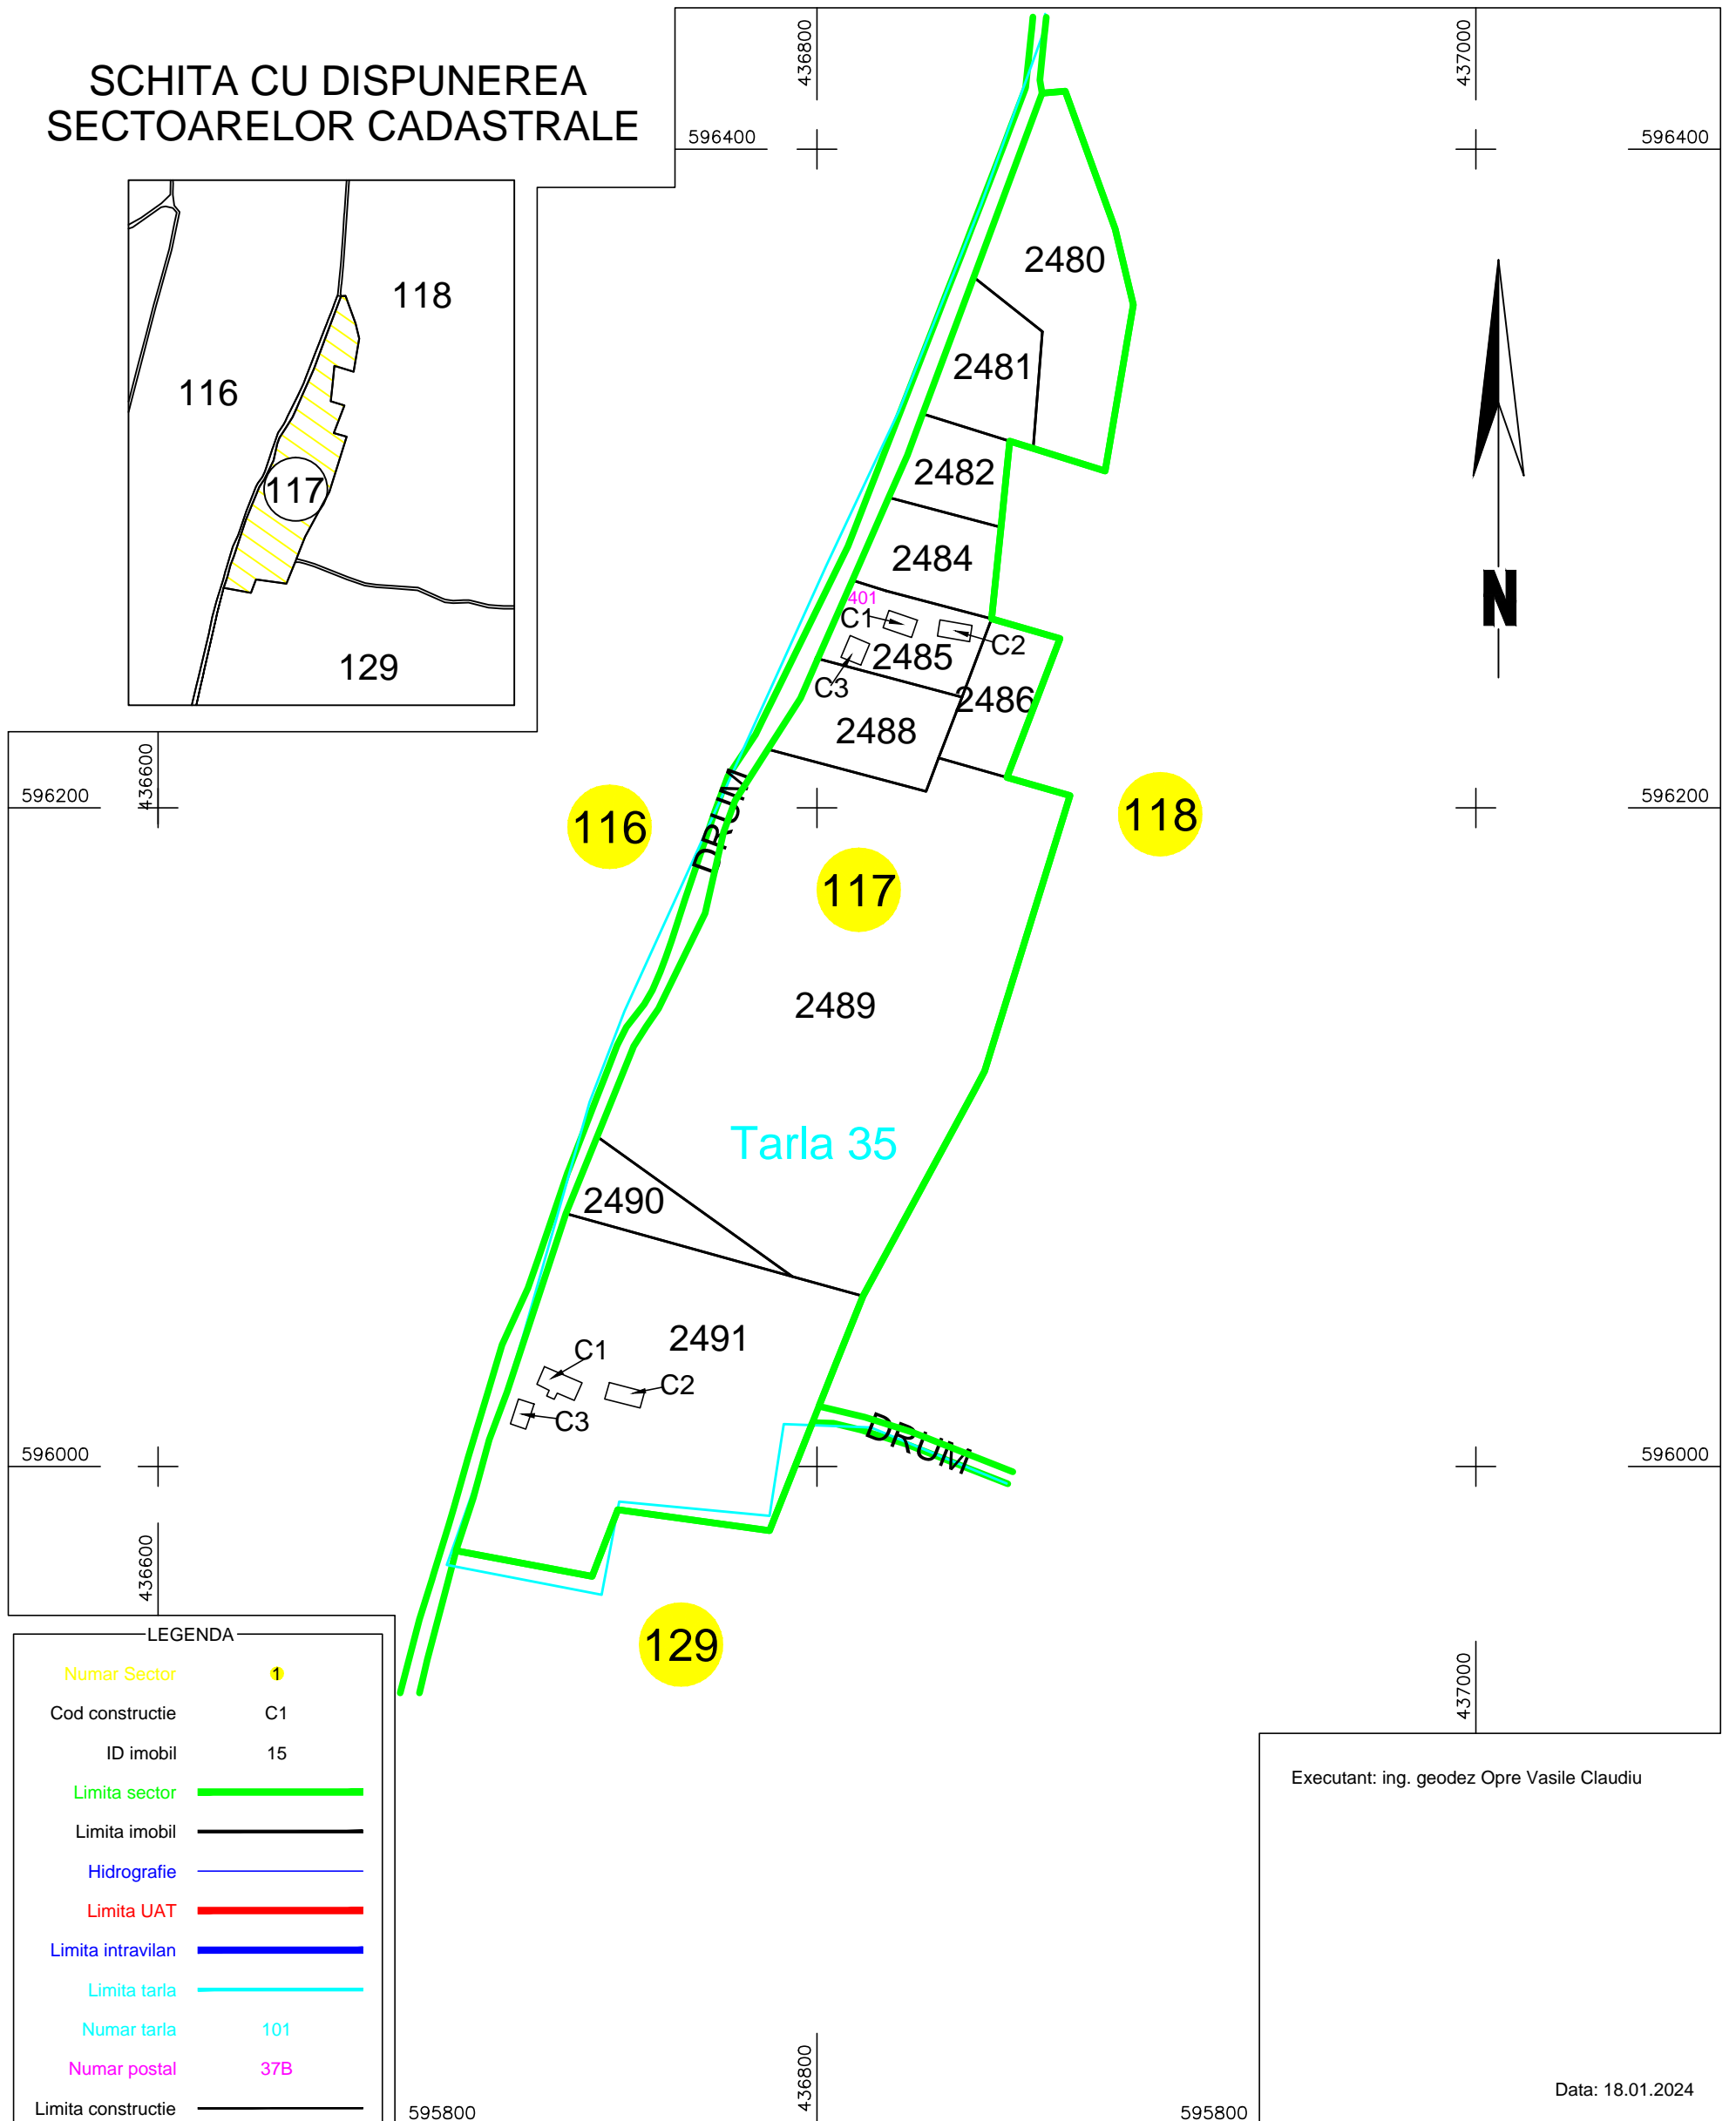 SCHITA CU DISPUNEREA
SECTOARELOR CADASTRALE
436800
437000
596400
596400
118
116
117
129
2480
2481
2482
2484
401
C1
C2
2485
C3
2486
2488
N
436600
596200
596200
DRUM
116
118
117
2489
Tarla 35
2490
2491
C1
C2
C3
DRUM
596000
596000
436600
129
437000
LEGENDA
Numar Sector 1
Cod constructie C1
ID imobil 15
Limita sector
Limita imobil
Hidrografie
Limita UAT
Limita intravilan
Limita tarla
Numar tarla 101
Numar postal 37B
Limita constructie
Executant: ing. geodez Opre Vasile Claudiu
436800
595800
595800
Data: 18.01.2024